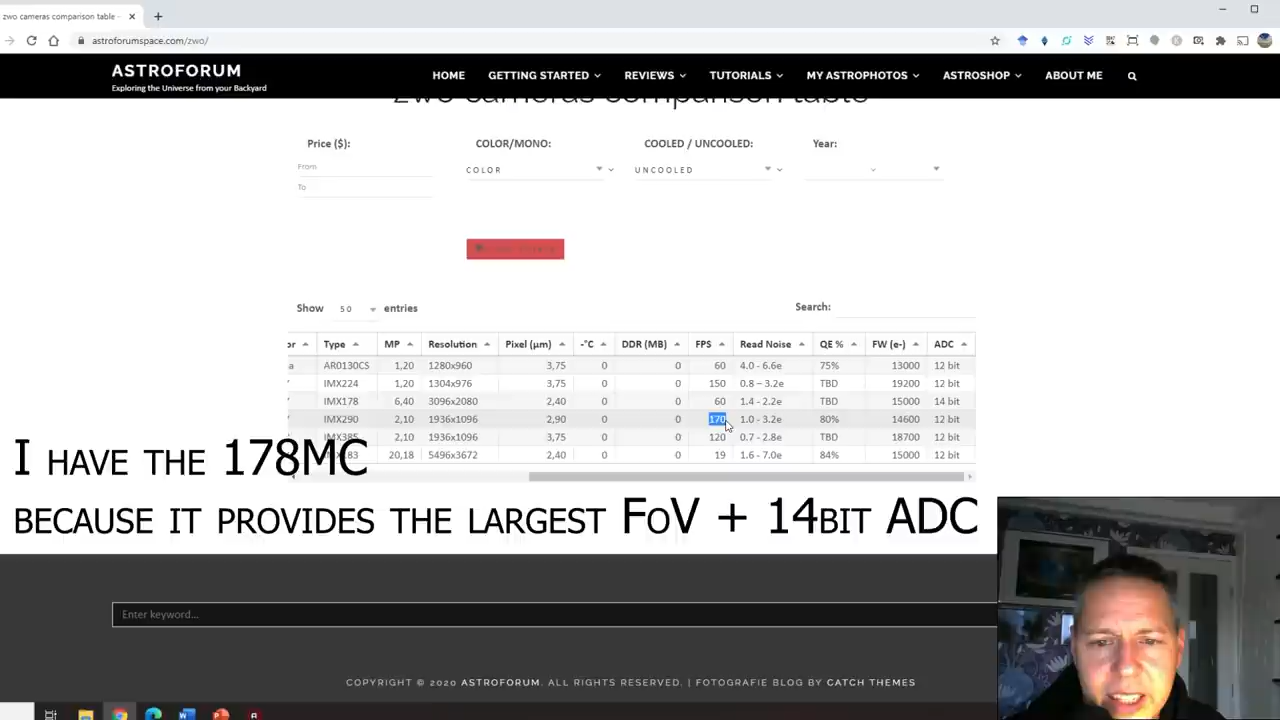 zwo cameras comparison table -
astroforumspace.com/zwo/
ASTROFORUM
Exploring the Universe from your Backyard
HOME GETTING STARTED REVIEWS TUTORIALS MY ASTROPHOTOS ASTROSHOP ABOUT ME
zwo cameras comparison table
Price ($): COLOR/MONO: COOLED / UNCOOLED: Year:
From
To
COLOR UNCOOLED
Show 50 entries Search:
or Type MP Resolution Pixel (µm) -°C DDR (MB) FPS Read Noise QE % FW (e-) ADC
a AR0130CS 1,20 1280x960 3,75 0 0 60 4.0 - 6.6e 75% 13000 12 bit
IMX224 1,20 1304x976 3,75 0 0 150 0.8 – 3.2e TBD 19200 12 bit
IMX178 6,40 3096x2080 2,40 0 0 60 1.4 - 2.2e TBD 15000 14 bit
IMX290 2,10 1936x1096 2,90 0 0 170 1.0 - 3.2e 80% 14600 12 bit
IMX385 2,10 1936x1096 3,75 0 0 120 0.7 - 2.8e TBD 18700 12 bit
20,18 5496x3672 2,40 0 0 19 1.6 - 7.0e 84% 15000 12 bit
I HAVE THE 178MC
BECAUSE IT PROVIDES THE LARGEST FOV + 14BIT ADC
Enter keyword...
COPYRIGHT © 2020 ASTROFORUM. ALL RIGHTS RESERVED. | FOTOGRAFIE BLOG BY CATCH THEMES